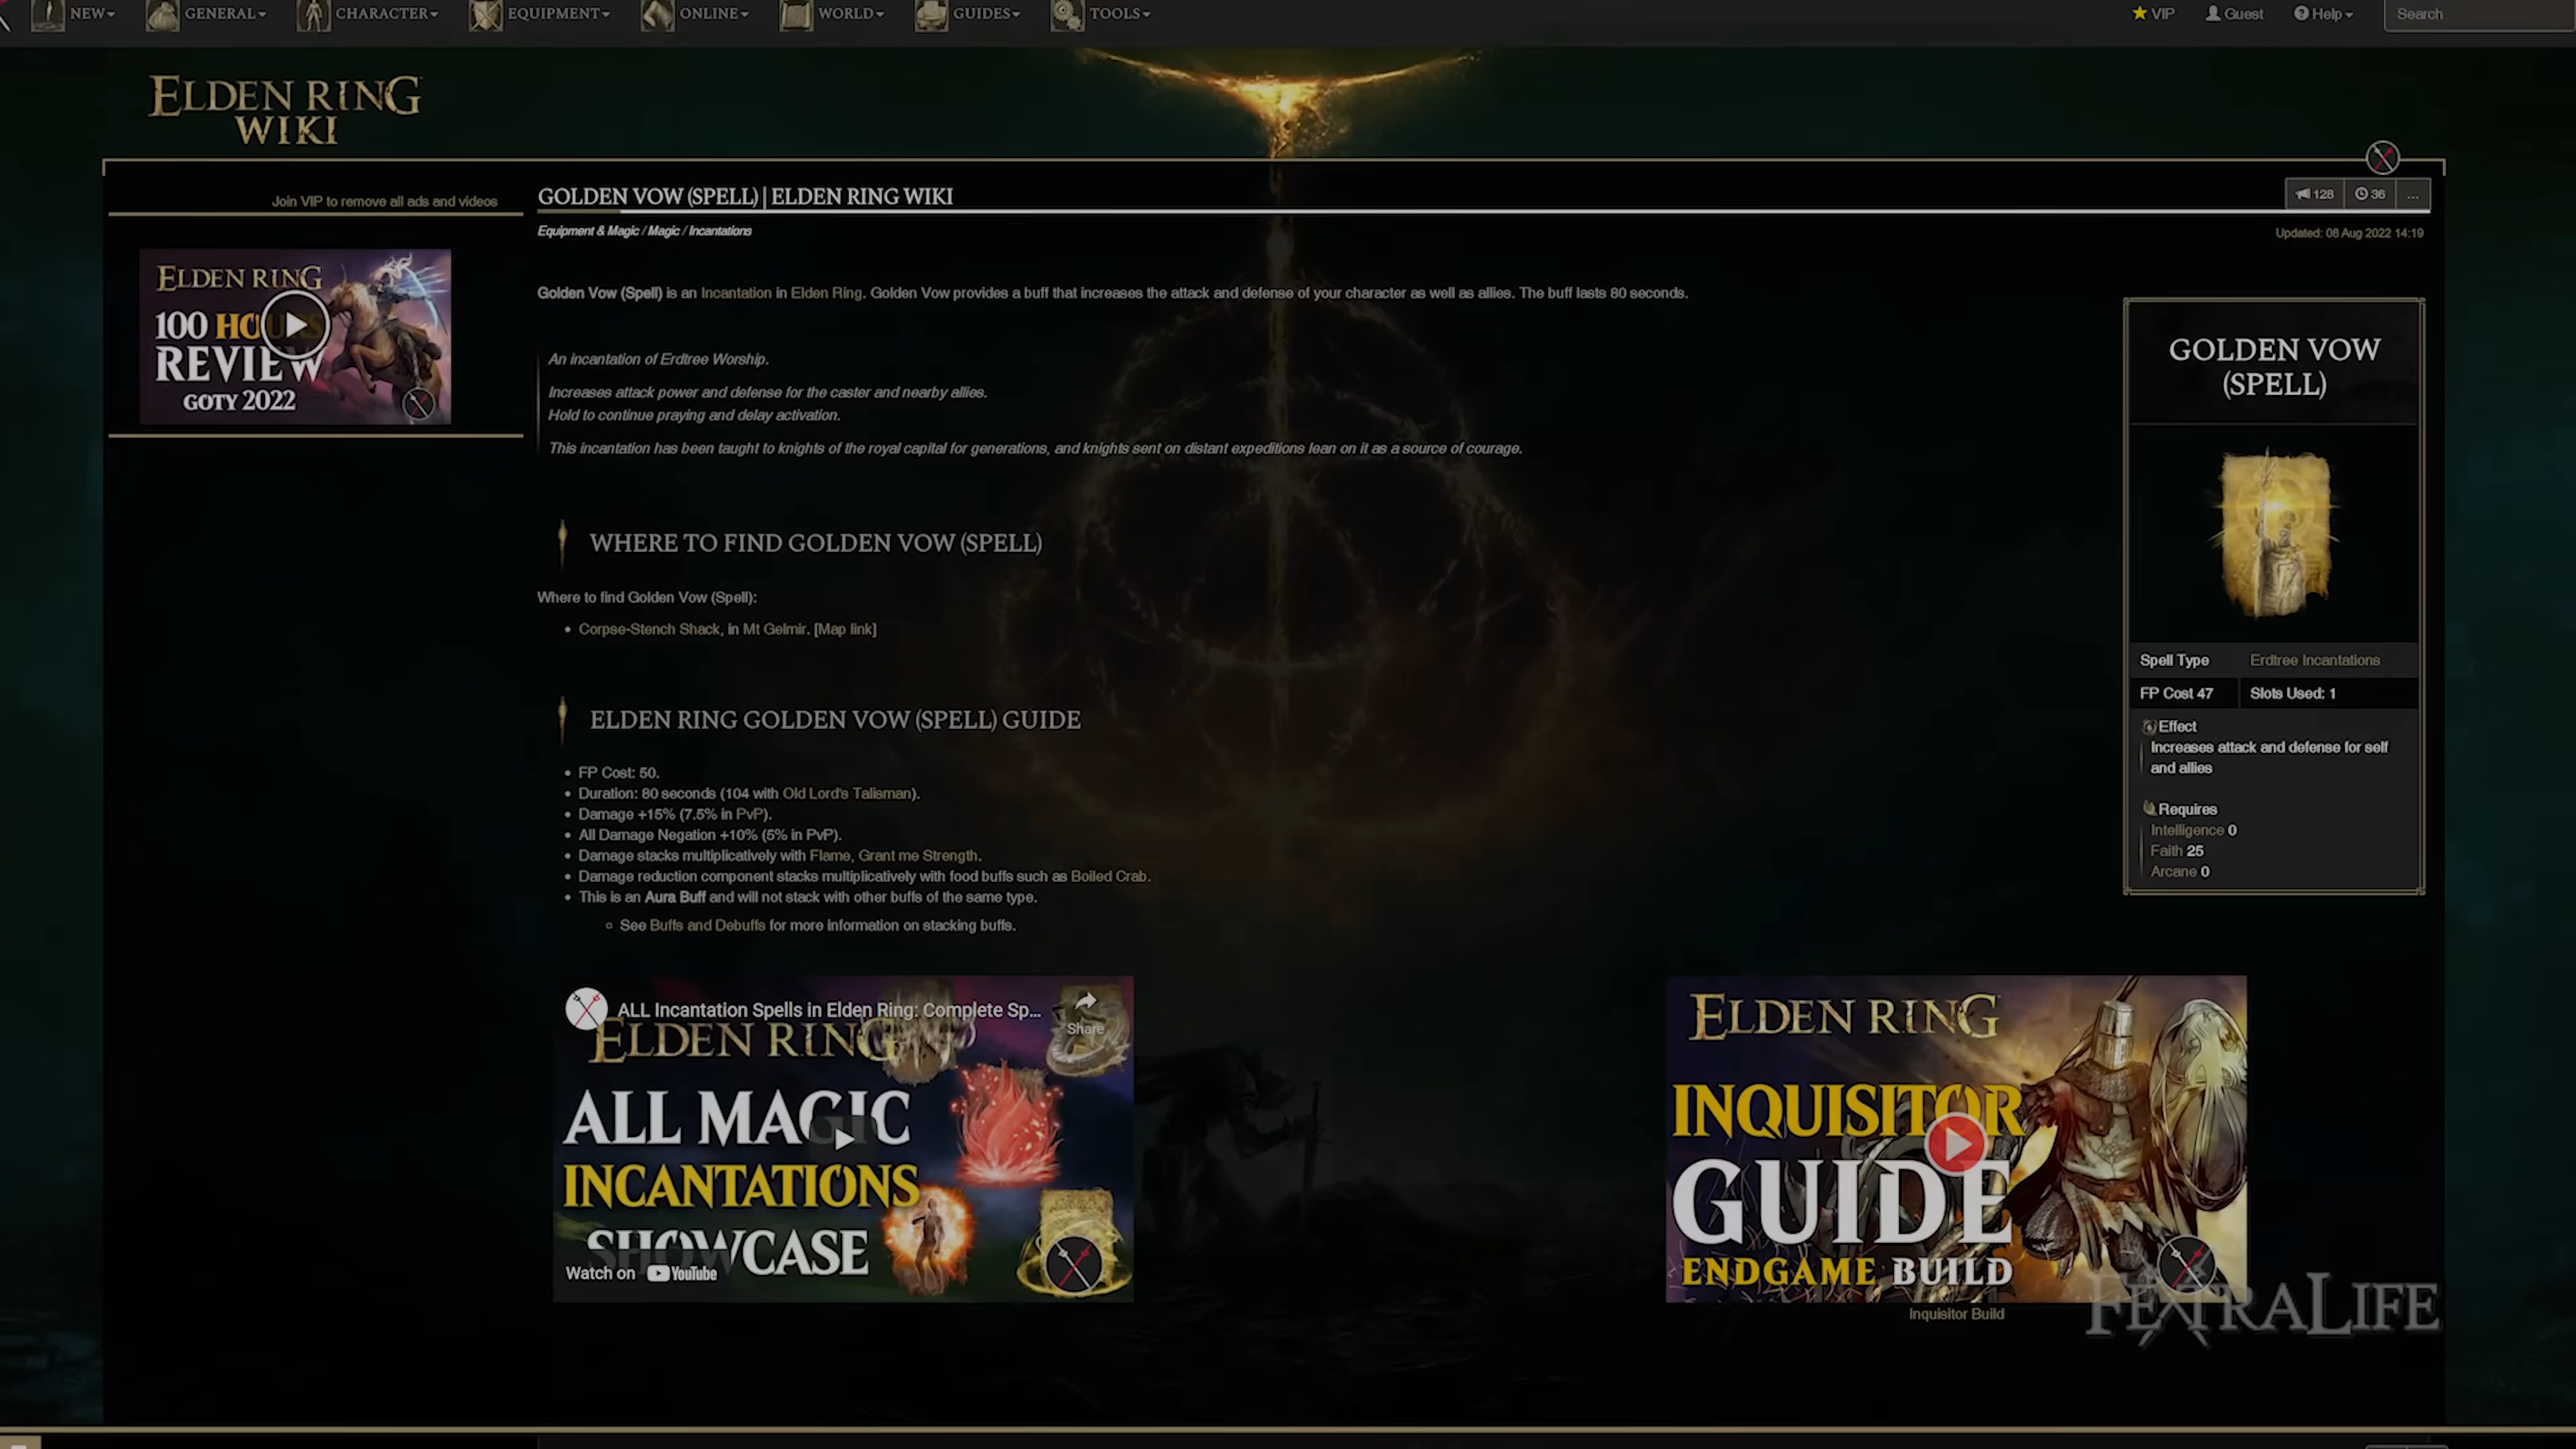 NEW GENERAL CHARACTER EQUIPMENT ONLINE WORLD GUIDES TOOLS VIP Guest Help Search
ELDEN RING
WIKI
Join VIP to remove all ads and videos
GOLDEN VOW (SPELL) | ELDEN RING WIKI
128 36 ...
Equipment & Magic / Magic / Incantations
Updated: 08 Aug 2022 14:19
ELDEN RING
100 HOURS
REVIEW
GOTY 2022
Golden Vow (Spell) is an Incantation in Elden Ring. Golden Vow provides a buff that increases the attack and defense of your character as well as allies. The buff lasts 80 seconds.
An incantation of Erdtree Worship.
Increases attack power and defense for the caster and nearby allies.
Hold to continue praying and delay activation.
This incantation has been taught to knights of the royal capital for generations, and knights sent on distant expeditions lean on it as a source of courage.
WHERE TO FIND GOLDEN VOW (SPELL)
Where to find Golden Vow (Spell):
• Corpse-Stench Shack, in Mt Gelmir. [Map link]
ELDEN RING GOLDEN VOW (SPELL) GUIDE
• FP Cost: 50.
• Duration: 80 seconds (104 with Old Lord's Talisman).
• Damage +15% (7.5% in PvP).
• All Damage Negation +10% (5% in PvP).
• Damage stacks multiplicatively with Flame, Grant me Strength.
• Damage reduction component stacks multiplicatively with food buffs such as Boiled Crab.
• This is an Aura Buff and will not stack with other buffs of the same type.
See Buffs and Debuffs for more information on stacking buffs.
GOLDEN VOW
(SPELL)
Spell Type Erdtree Incantations
FP Cost 47 Slots Used: 1
Effect
Increases attack and defense for self
and allies
Requires
Intelligence 0
Faith 25
Arcane 0
ALL Incantation Spells in Elden Ring: Complete Sp...
Share
ELDEN RING
ALL MAGIC
INCANTATIONS
SHOWCASE
Watch on YouTube
ELDEN RING
INQUISITOR
GUIDE
ENDGAME BUILD
Inquisitor Build
FEXTRALIFE